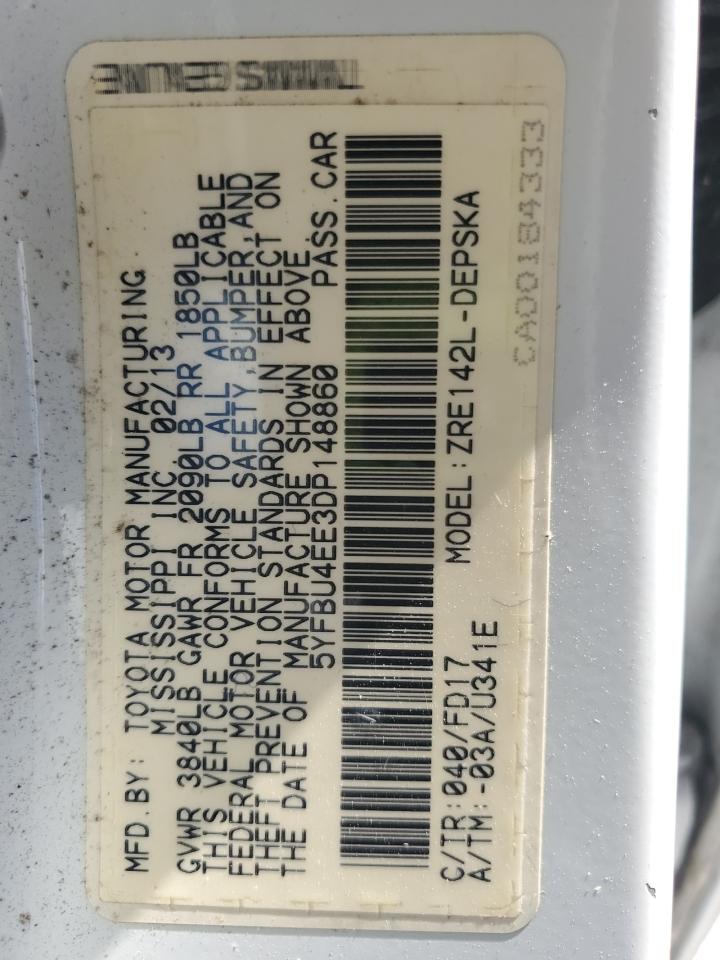 MFD.BY: TOYOTA MOTOR MANUFACTURING
MISSISSIPPI INC 02/13
GVWR 3840LB GAWR FR 2090LB RR 1850LB
THIS VEHICLE CONFORMS TO ALL APPLICABLE
FEDERAL MOTOR VEHICLE SAFETY,BUMPER,AND
THEFT PREVENTION STANDARDS IN EFFECT ON
THE DATE OF MANUFACTURE SHOWN ABOVE.
5YFBU4EE3DP148860 PASS.CAR
C/TR:040/FD17 MODEL:ZRE142L-DEPSKA
A/TM:-03A/U341E
CA00184333